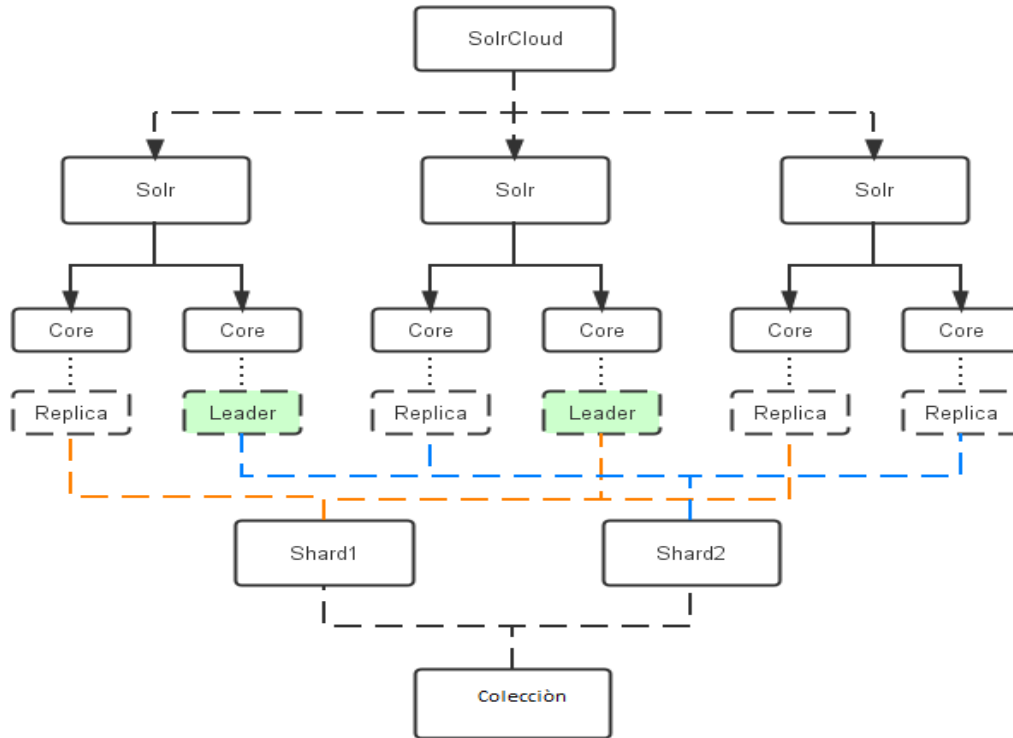 SolrCloud
Solr
Solr
Solr
Core
Core
Core
Core
Core
Core
Replica
Leader
Replica
Leader
Replica
Replica
Shard1
Shard2
Colecciòn